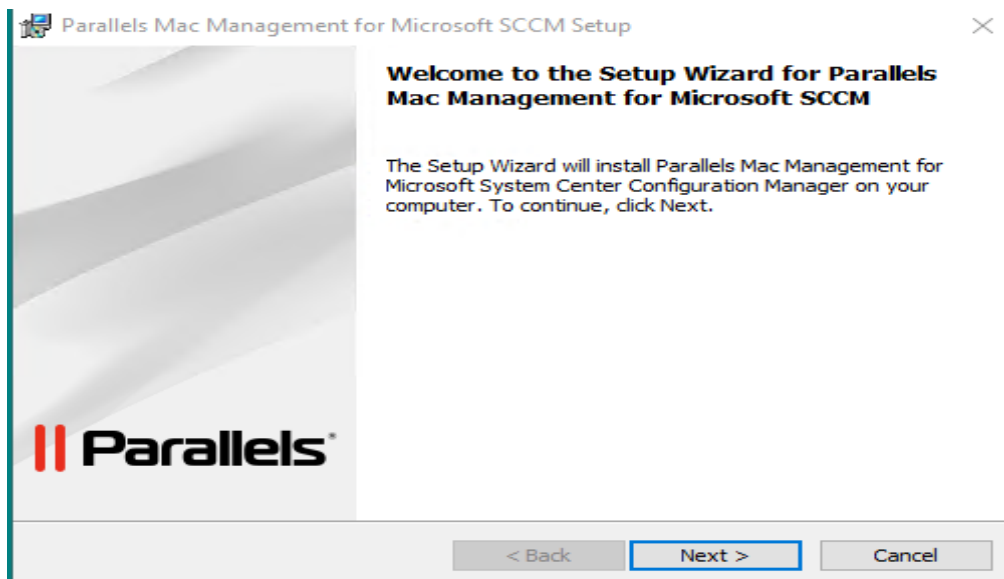 Parallels Mac Management for Microsoft SCCM Setup
Welcome to the Setup Wizard for Parallels
Mac Management for Microsoft SCCM
The Setup Wizard will install Parallels Mac Management for
Microsoft System Center Configuration Manager on your
computer. To continue, click Next.
Parallels®
< Back
Next >
Cancel